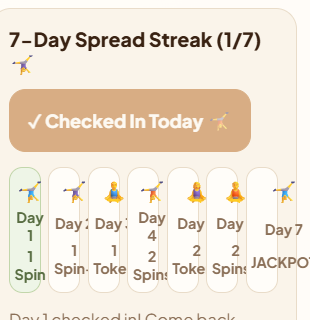 7-Day Spread Streak (1/7)
✓ Checked In Today
Day 1
1 Spin
Day 2
1 Spin
Day 3
1 Toke
Day 4
2 Spins
Day
2 Toke
Day
2 Spins
Day 7
JACKPO
Day 1 checked in! Come back